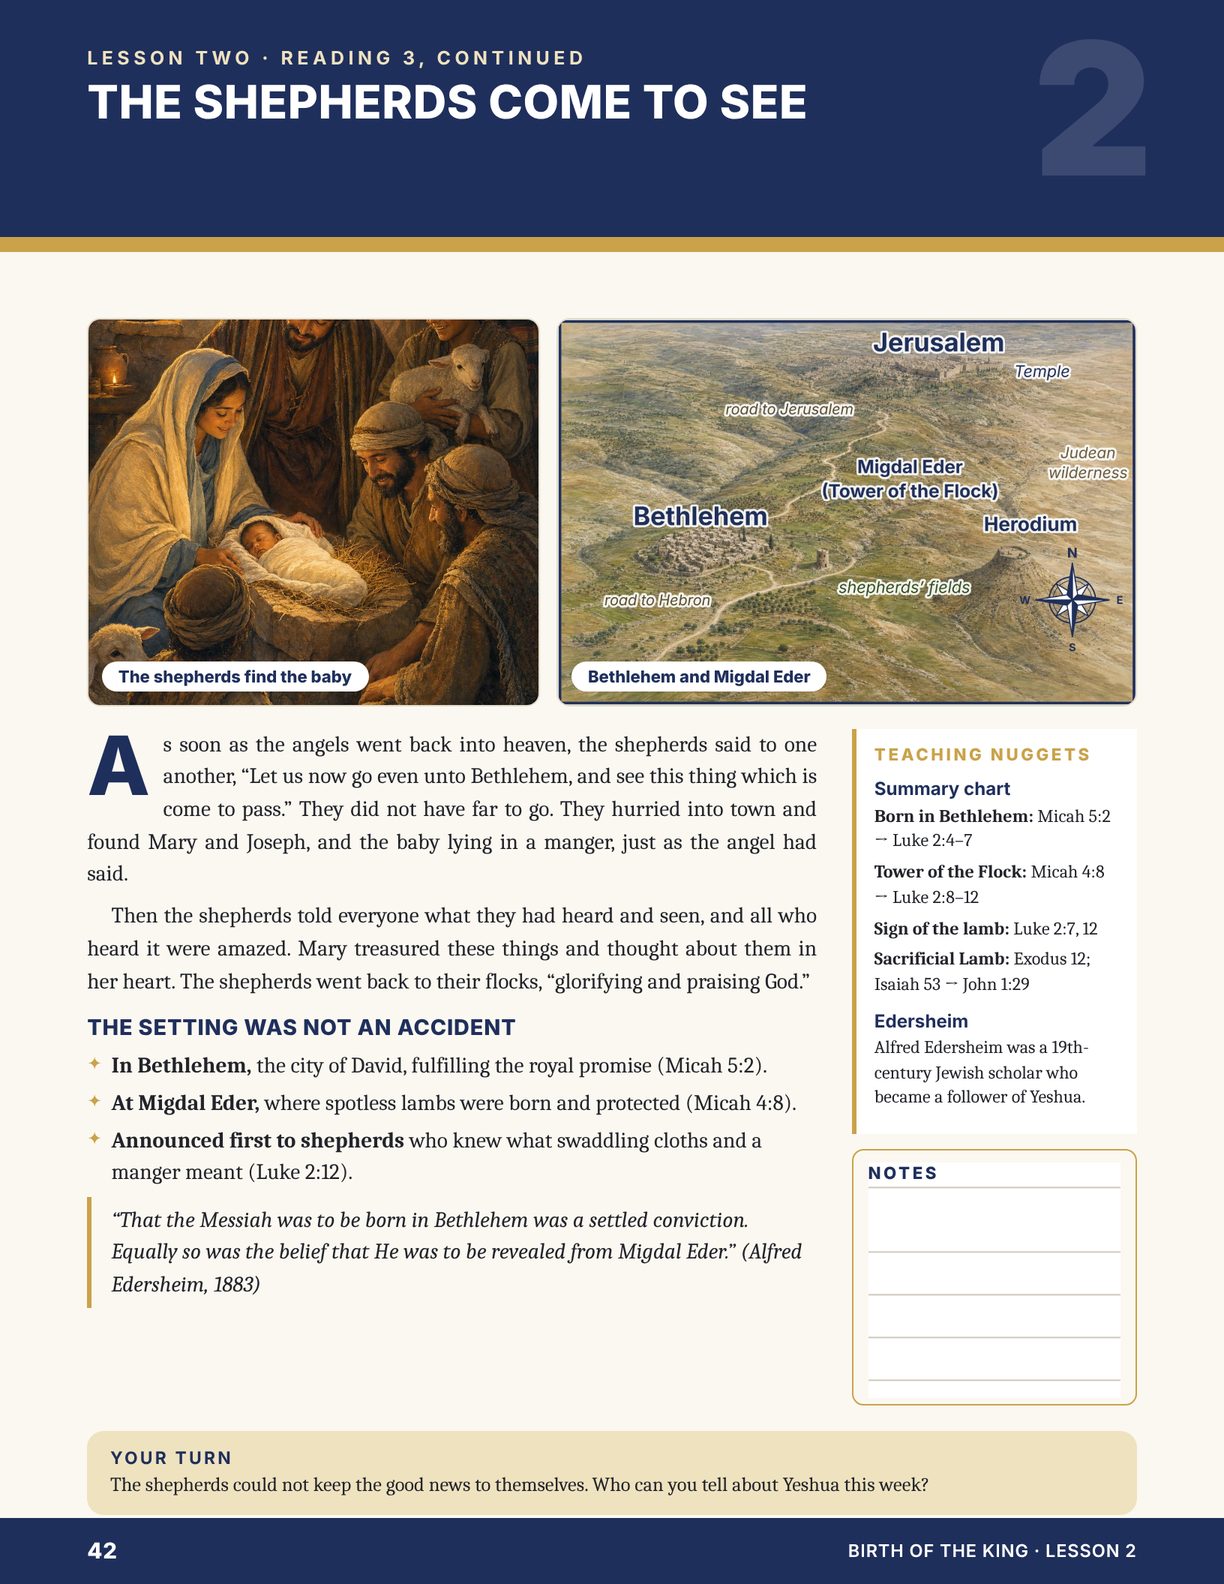 LESSON TWO · READING 3, CONTINUED
THE SHEPHERDS COME TO SEE
2
The shepherds find the baby
Jerusalem
Temple
road to Jerusalem
Judean
wilderness
Migdal Eder
(Tower of the Flock)
Bethlehem
Herodium
N
W
E
S
shepherds’ fields
road to Hebron
Bethlehem and Migdal Eder
As soon as the angels went back into heaven, the shepherds said to one
another, “Let us now go even unto Bethlehem, and see this thing which is
come to pass.” They did not have far to go. They hurried into town and
found Mary and Joseph, and the baby lying in a manger, just as the angel had
said.
Then the shepherds told everyone what they had heard and seen, and all who
heard it were amazed. Mary treasured these things and thought about them in
her heart. The shepherds went back to their flocks, “glorifying and praising God.”
THE SETTING WAS NOT AN ACCIDENT
✦ In Bethlehem, the city of David, fulfilling the royal promise (Micah 5:2).
✦ At Migdal Eder, where spotless lambs were born and protected (Micah 4:8).
✦ Announced first to shepherds who knew what swaddling cloths and a
manger meant (Luke 2:12).
“That the Messiah was to be born in Bethlehem was a settled conviction.
Equally so was the belief that He was to be revealed from Migdal Eder.” (Alfred
Edersheim, 1883)
TEACHING NUGGETS
Summary chart
Born in Bethlehem: Micah 5:2
→ Luke 2:4–7
Tower of the Flock: Micah 4:8
→ Luke 2:8–12
Sign of the lamb: Luke 2:7, 12
Sacrificial Lamb: Exodus 12;
Isaiah 53 → John 1:29
Edersheim
Alfred Edersheim was a 19th-
century Jewish scholar who
became a follower of Yeshua.
NOTES
YOUR TURN
The shepherds could not keep the good news to themselves. Who can you tell about Yeshua this week?
42
BIRTH OF THE KING · LESSON 2